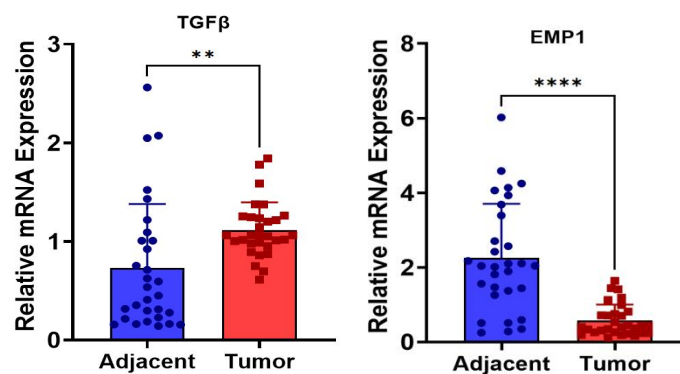 TGFβ
Relative mRNA Expression
3
2
1
0
**
Adjacent Tumor
EMP1
Relative mRNA Expression
8
6
4
2
0
****
Adjacent Tumor